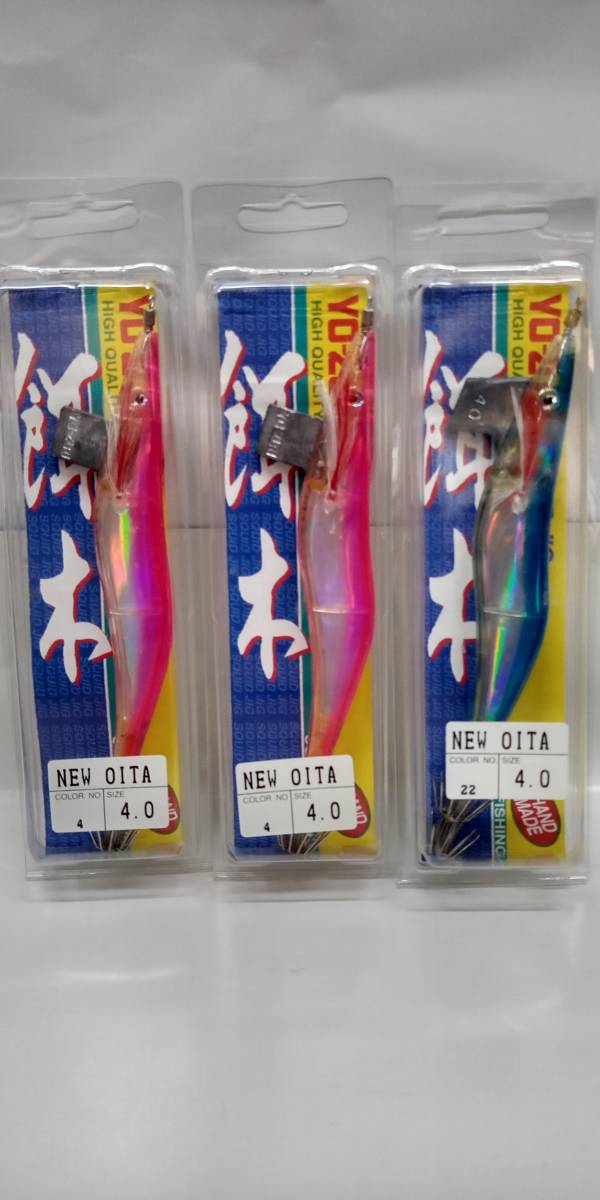 YO-Z
HIGH QUALI
餌木
NEW OITA
COLOR NO.
SIZE
4
4.0
YO-Z
HIGH QUALITY
餌木
NEW OITA
COLOR NO.
SIZE
4
4.0
YO-Z
HIGH QUALITY
餌木
40
NEW OITA
COLOR NO.
SIZE
22
4.0
HAND
MADE
FISHING